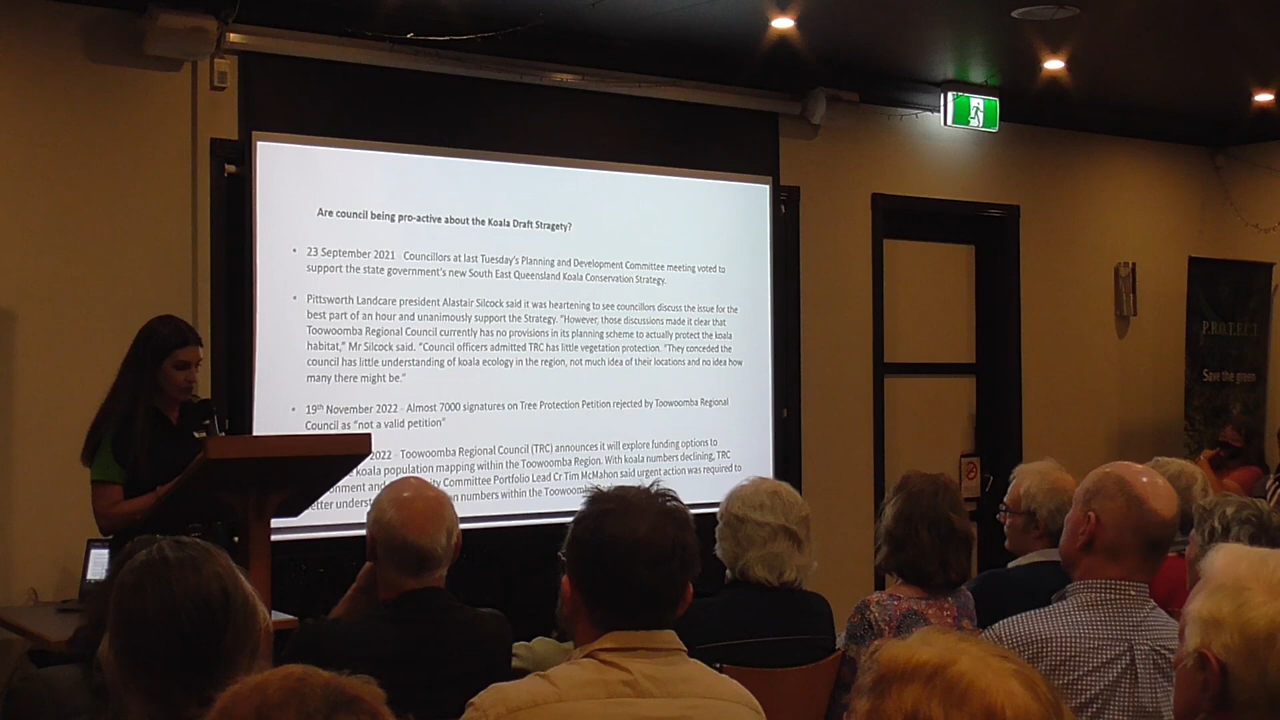 Are council being pro-active about the Koala Draft Stragety?
• 23 September 2021 - Councillors at last Tuesday's Planning and Development Committee meeting voted to
support the state government's new South East Queensland Koala Conservation Strategy.
• Pittsworth Landcare president Alastair Silcock said it was heartening to see councillors discuss the issue for the
best part of an hour and unanimously support the Strategy. "However, those discussions made it clear that
Toowoomba Regional Council currently has no provisions in its planning scheme to actually protect the koala
habitat," Mr Silcock said. "Council officers admitted TRC has little vegetation protection. "They conceded the
council has little understanding of koala ecology in the region, not much idea of their locations and no idea how
many there might be."
• 19th November 2022 - Almost 7000 signatures on Tree Protection Petition rejected by Toowoomba Regional
Council as "not a valid petition"
2022 - Toowoomba Regional Council (TRC) announces it will explore funding options to
koala population mapping within the Toowoomba Region. With koala numbers declining, TRC
Committee Portfolio Lead Cr Tim McMahon said urgent action was required to
numbers within the
P.R.O.T.E.C.T
Save the green